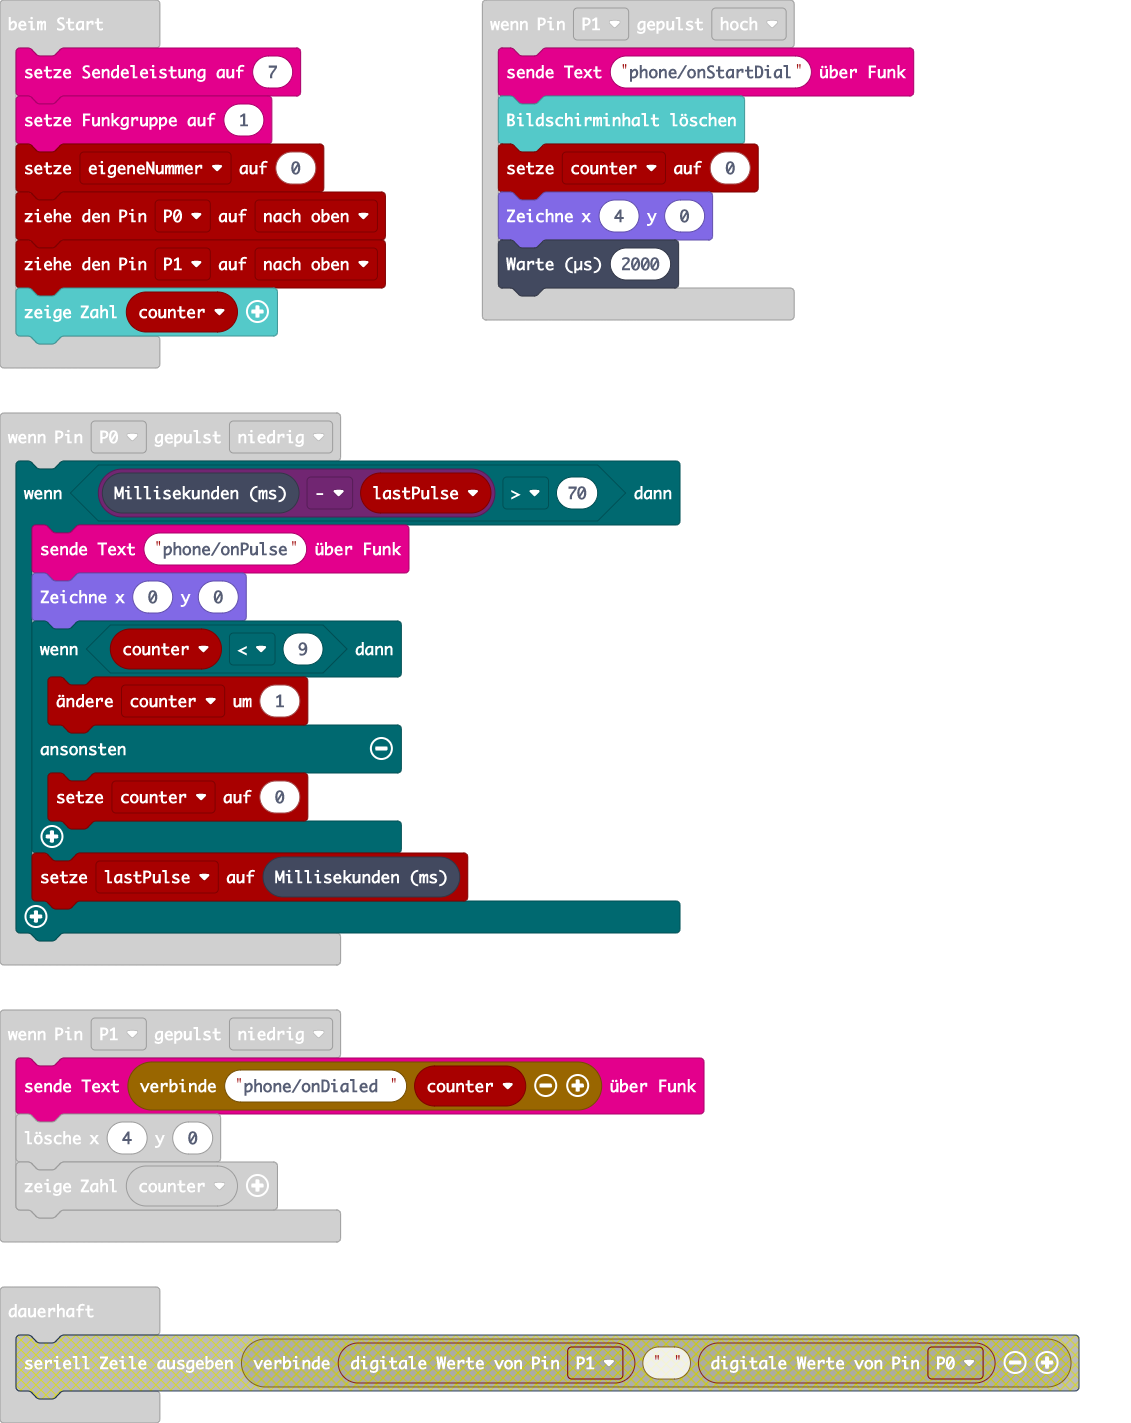 beim Start
setze Sendeleistung auf 7
setze Funkgruppe auf 1
setze eigeneNummer auf 0
ziehe den Pin P0 auf nach oben
ziehe den Pin P1 auf nach oben
zeige Zahl counter
wenn Pin P1 gepulst hoch
sende Text "phone/onStartDial" über Funk
Bildschirminhalt löschen
setze counter auf 0
Zeichne x 4 y 0
Warte (µs) 2000
wenn Pin P0 gepulst niedrig
wenn Millisekunden (ms) - lastPulse > 70 dann
sende Text "phone/onPulse" über Funk
Zeichne x 0 y 0
wenn counter < 9 dann
ändere counter um 1
ansonsten
setze counter auf 0
setze lastPulse auf Millisekunden (ms)
wenn Pin P1 gepulst niedrig
sende Text verbinde "phone/onDialed " counter über Funk
lösche x 4 y 0
zeige Zahl counter
dauerhaft
seriell Zeile ausgeben verbinde digitale Werte von Pin P1 " " digitale Werte von Pin P0